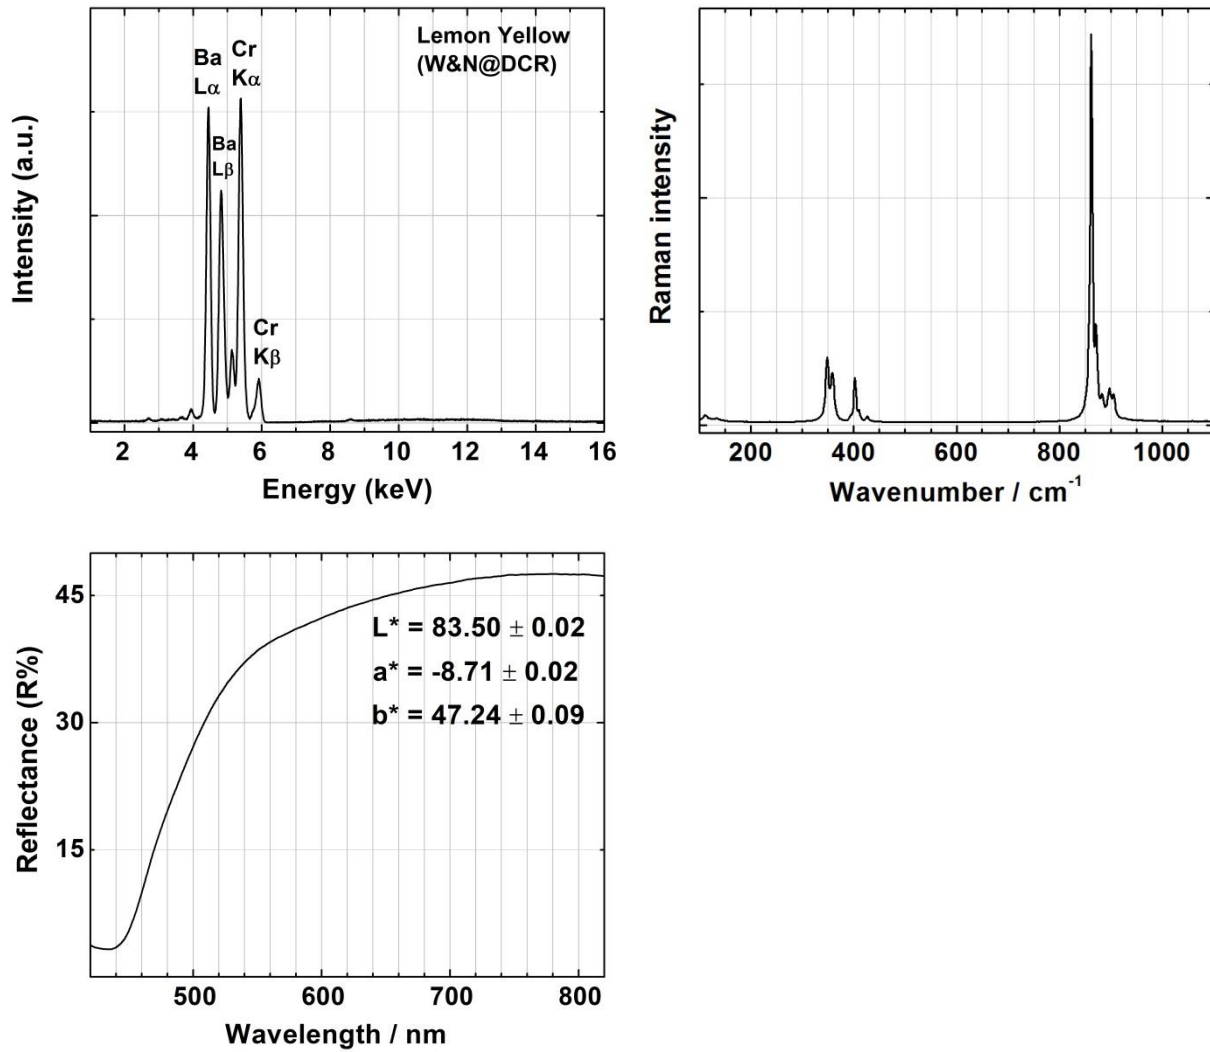 Intensity (a.u.)
Lemon Yellow
(W&N@DCR)
Ba
Lα
Cr
Kα
Ba
Lβ
Cr
Kβ
2 4 6 8 10 12 14 16
Energy (keV)
Raman intensity
200 400 600 800 1000
Wavenumber / cm⁻¹
Reflectance (R%)
45
30
15
L* = 83.50 ± 0.02
a* = -8.71 ± 0.02
b* = 47.24 ± 0.09
500 600 700 800
Wavelength / nm